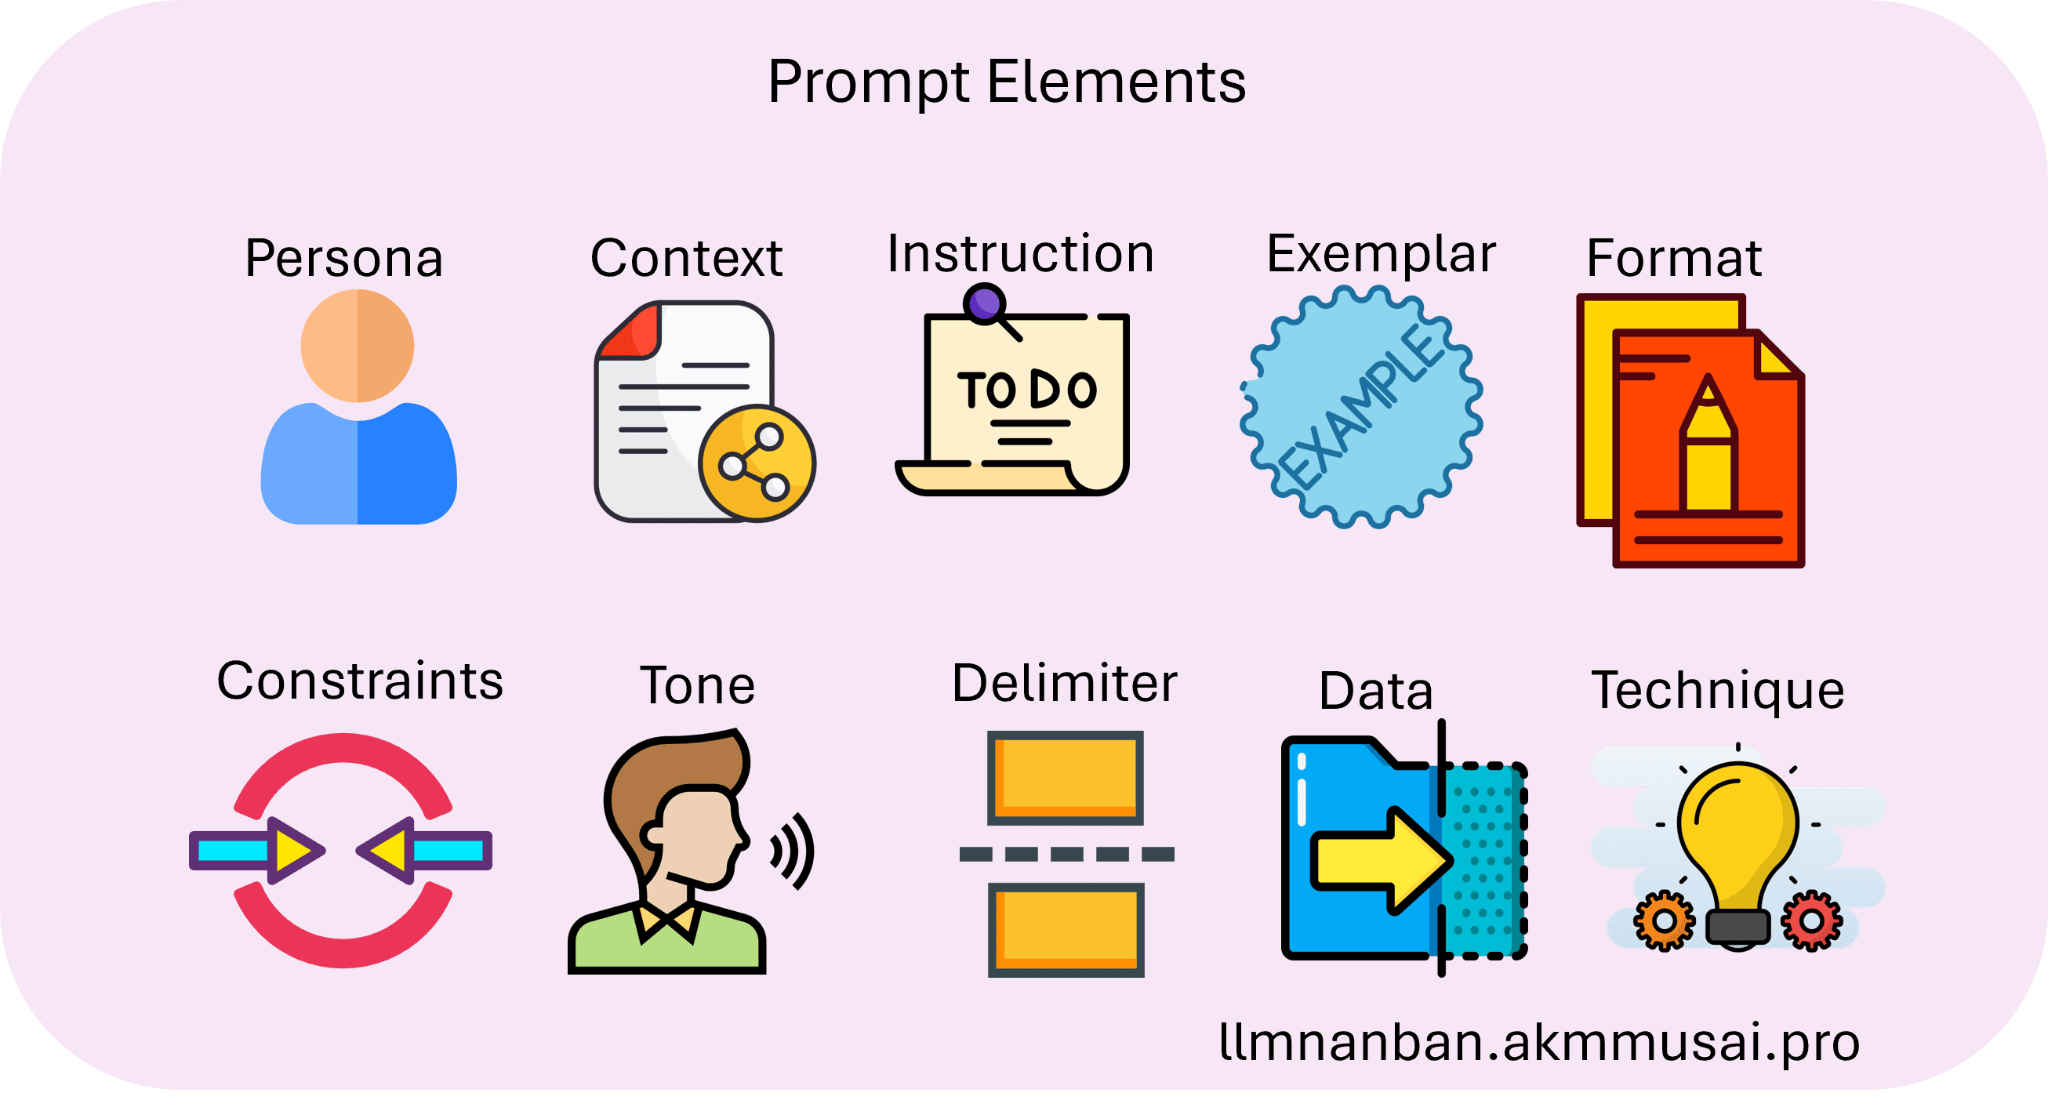 Prompt Elements
Persona
Context
Instruction
Exemplar
Format
TO DO
EXAMPLE
Constraints
Tone
Delimiter
Data
Technique
llmnanban.akmmusai.pro